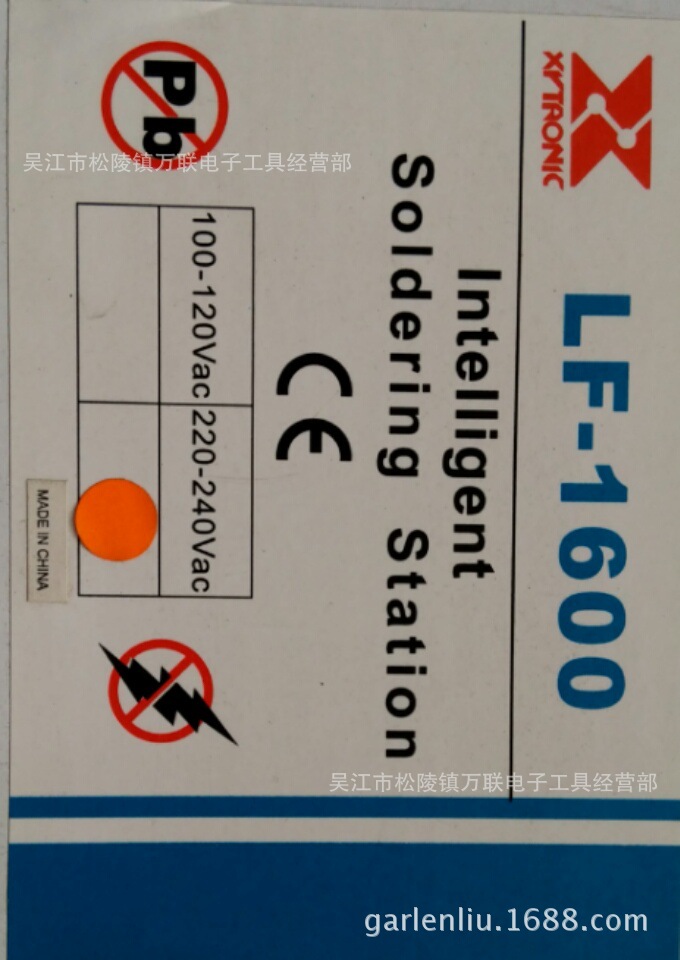 XYTRONIC
LF-1600
Intelligent
Soldering Station
CE
100-120Vac 220-240Vac
Pb
MADE IN CHINA
吴江市松陵镇万联电子工具经营部
吴江市松陵镇万联电子工具经营部
garlenliu.1688.com